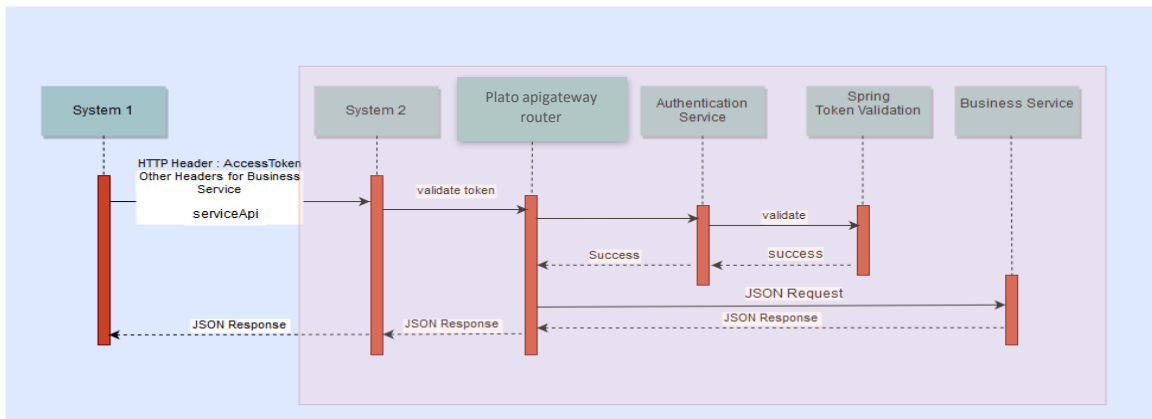 System 1
System 2
Plato apigateway
router
Authentication
Service
Spring
Token Validation
Business Service
HTTP Header : AccessToken
Other Headers for Business
Service
serviceApi
validate token
validate
Success
success
JSON Request
JSON Response
JSON Response
JSON Response